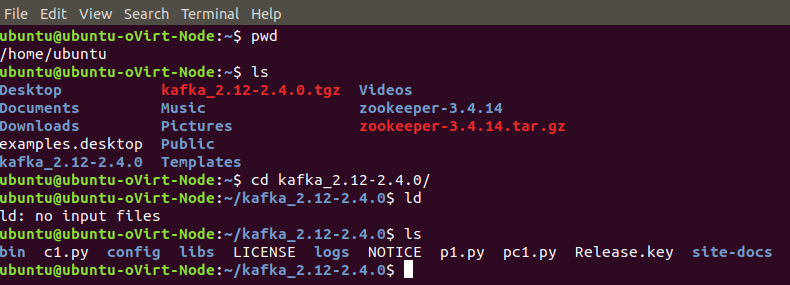 File Edit View Search Terminal Help
ubuntu@ubuntu-oVirt-Node:~$ pwd
/home/ubuntu
ubuntu@ubuntu-oVirt-Node:~$ ls
Desktop kafka_2.12-2.4.0.tgz Videos
Documents Music zookeeper-3.4.14
Downloads Pictures zookeeper-3.4.14.tar.gz
examples.desktop Public
kafka_2.12-2.4.0 Templates
ubuntu@ubuntu-oVirt-Node:~$ cd kafka_2.12-2.4.0/
ubuntu@ubuntu-oVirt-Node:~/kafka_2.12-2.4.0$ ld
ld: no input files
ubuntu@ubuntu-oVirt-Node:~/kafka_2.12-2.4.0$ ls
bin c1.py config libs LICENSE logs NOTICE p1.py pc1.py Release.key site-docs
ubuntu@ubuntu-oVirt-Node:~/kafka_2.12-2.4.0$